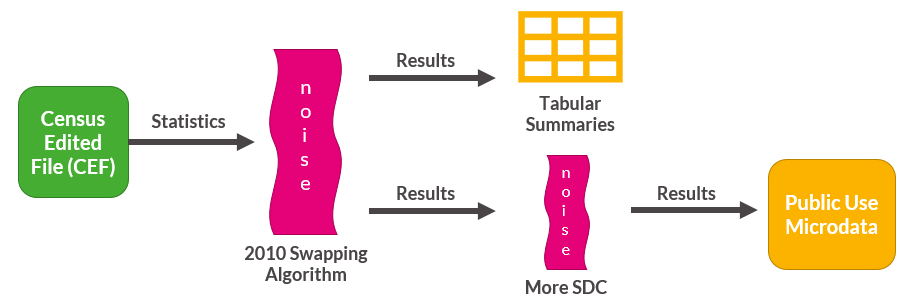 Census
Edited
File (CEF)
Statistics
n
o
i
s
e
2010 Swapping
Algorithm
Results
Tabular
Summaries
Results
n
o
i
s
e
More SDC
Results
Public Use
Microdata